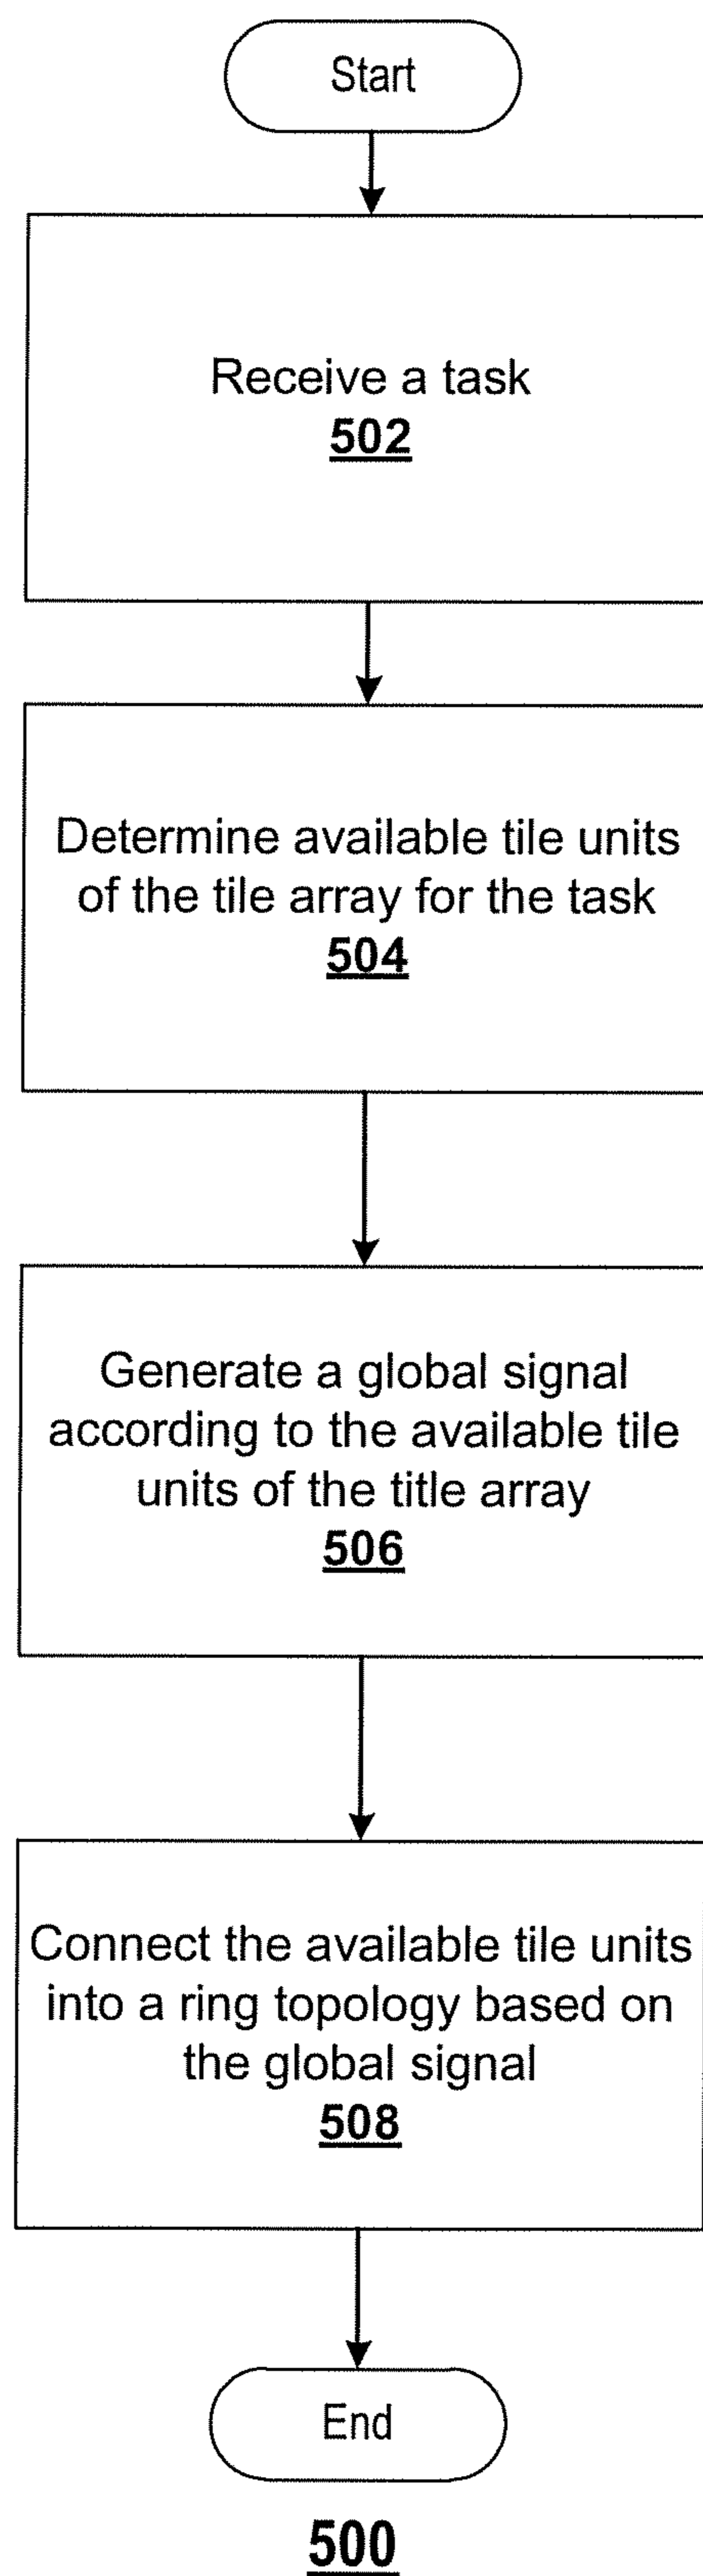 Start
Receive a task
502
Determine available tile units
of the tile array for the task
504
Generate a global signal
according to the available tile
units of the title array
506
Connect the available tile units
into a ring topology based on
the global signal
508
End
500